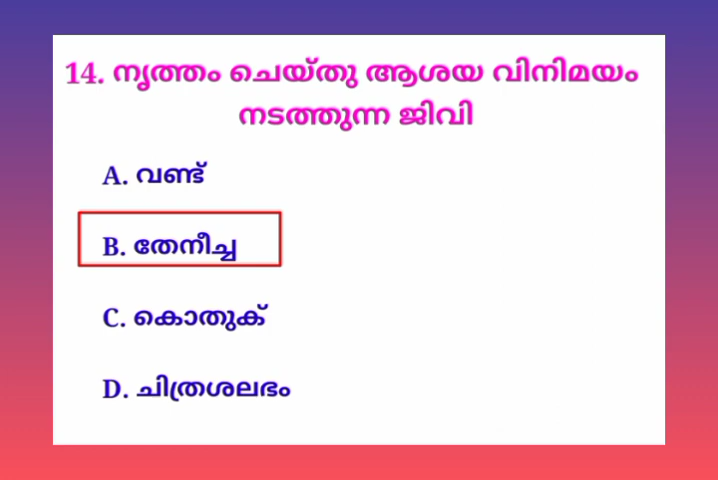 14. നൃത്തം ചെയ്തു ആശയ വിനിമയം
നടത്തുന്ന ജിവി
A. വണ്ട്
B. തേനീച്ച
C. കൊതുക്
D. ചിത്രശലഭം